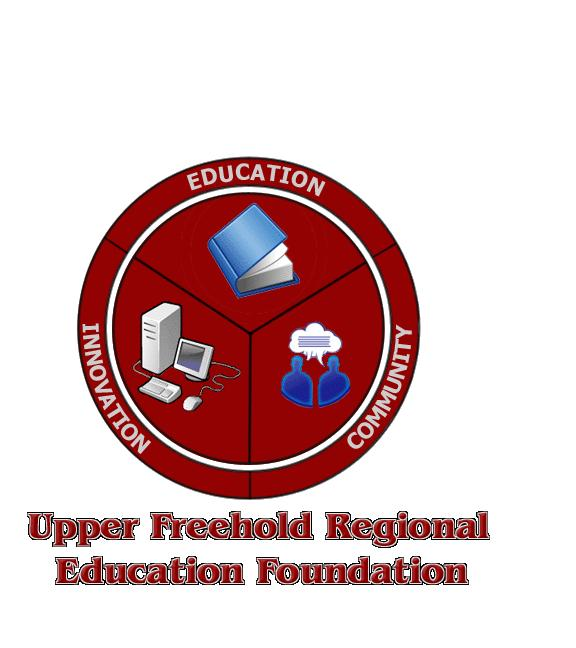 EDUCATION
INNOVATION
COMMUNITY
Upper Freehold Regional
Education Foundation